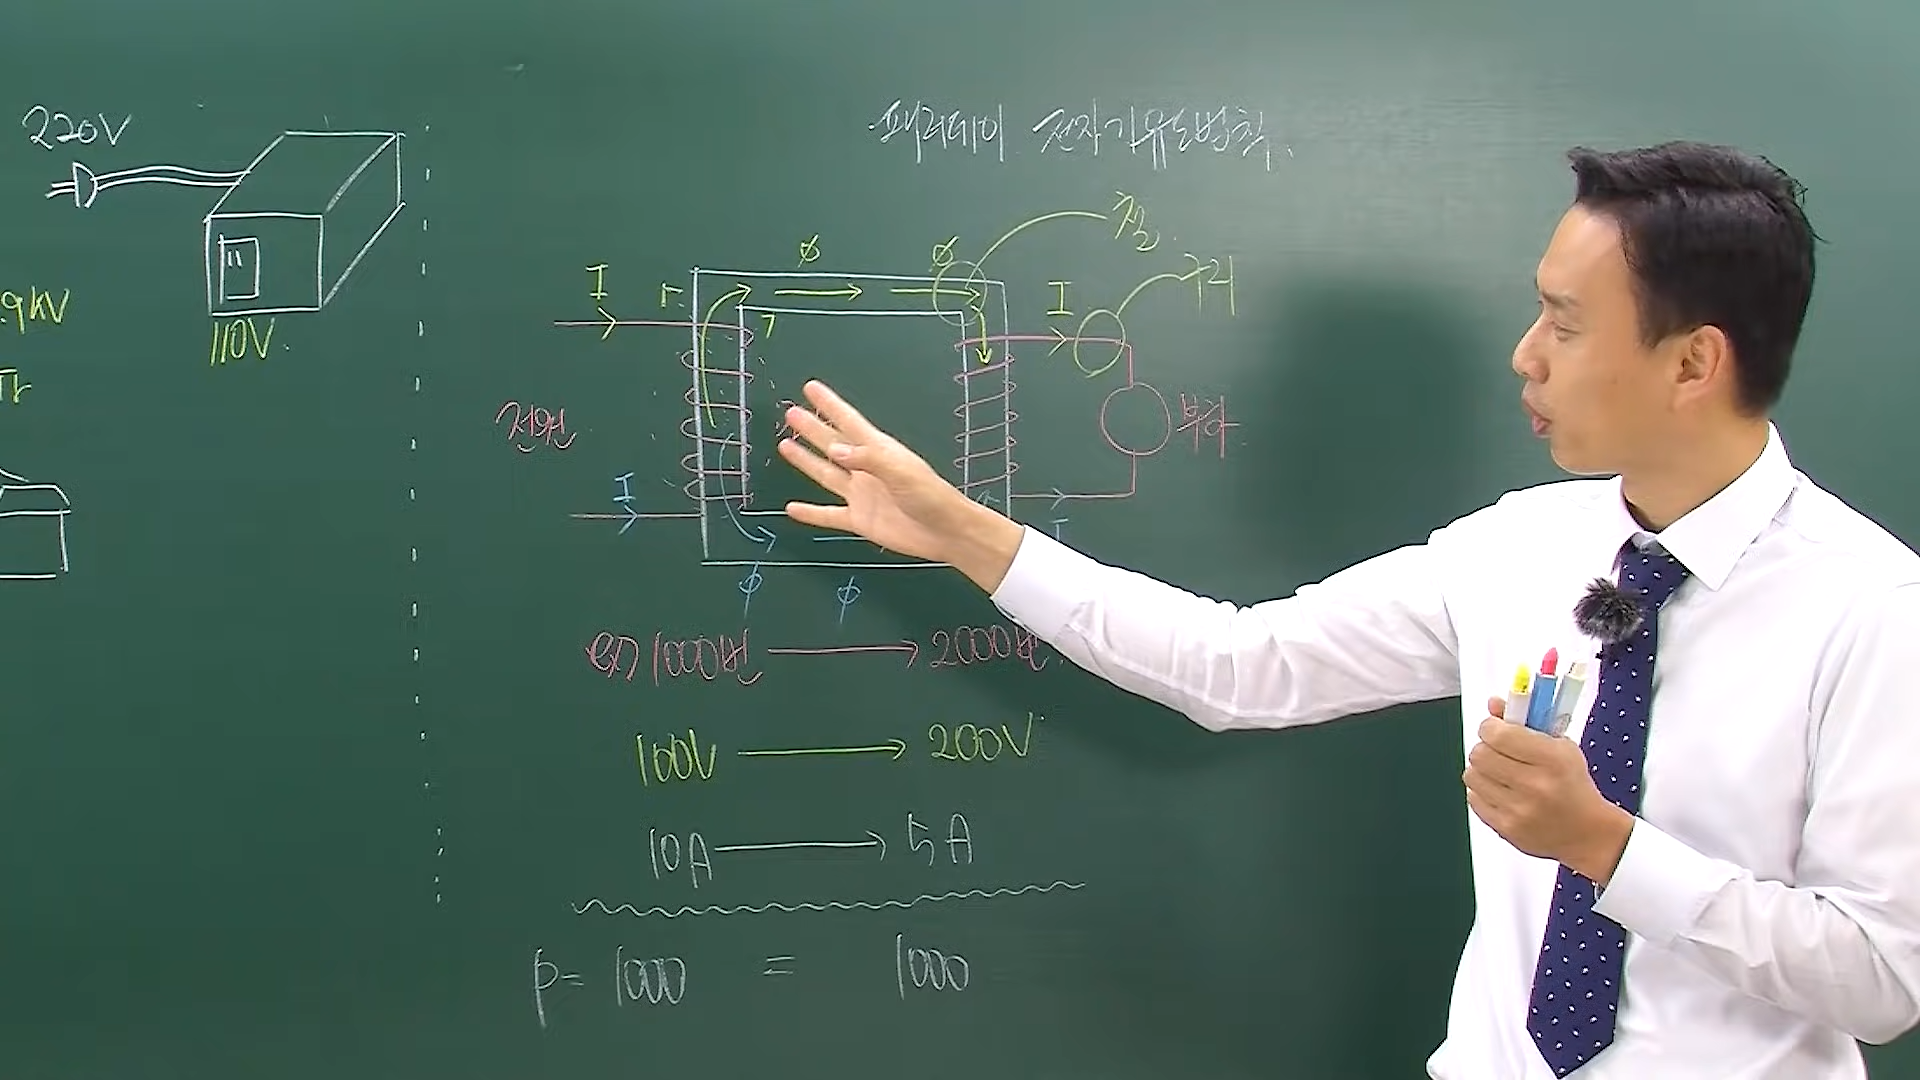 220V
110V.
9kV
패러데이 전자기유도법칙.
철.
구리
I
φ
φ
I
전원
부하
I
I
φ
φ
권 1000번 → 2000번.
100V → 200V
10A → 5A
P= 1000 = 1000